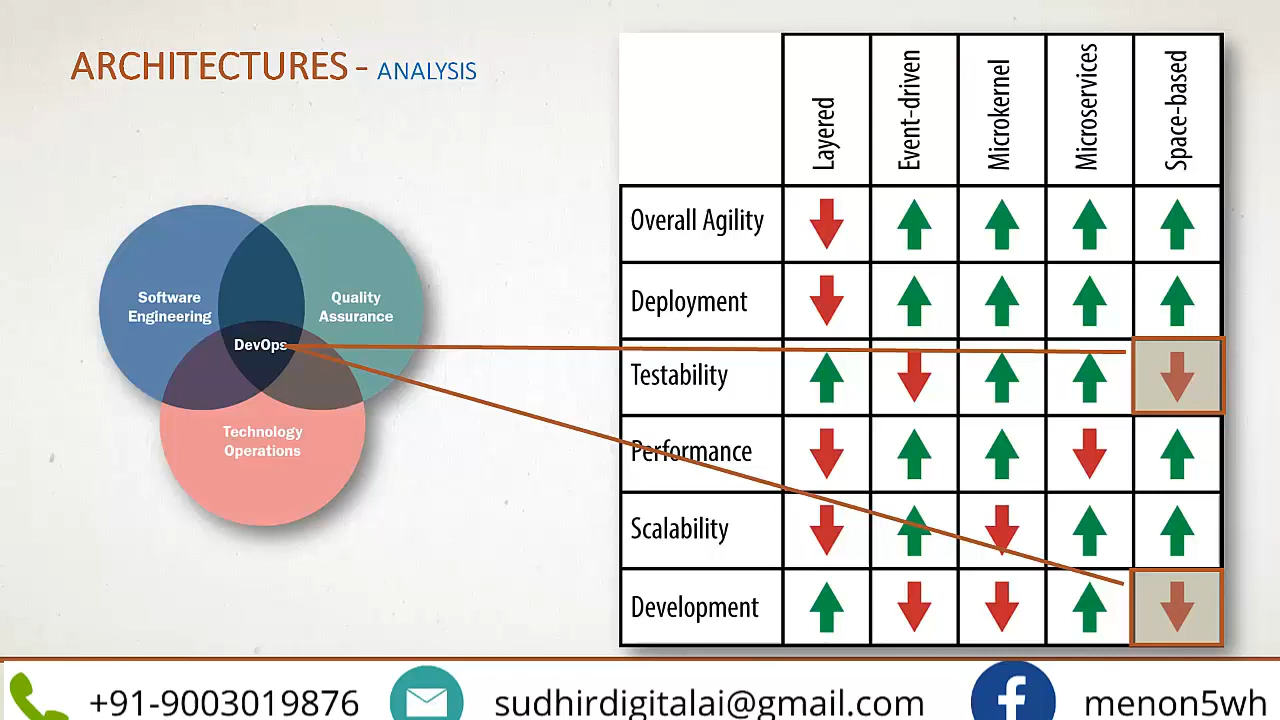 ARCHITECTURES - ANALYSIS
Software
Engineering
Quality
Assurance
DevOps
Technology
Operations
Layered
Event-driven
Microkernel
Microservices
Space-based
Overall Agility
Deployment
Testability
Performance
Scalability
Development
+91-9003019876
sudhirdigitalai@gmail.com
f
menon5wh